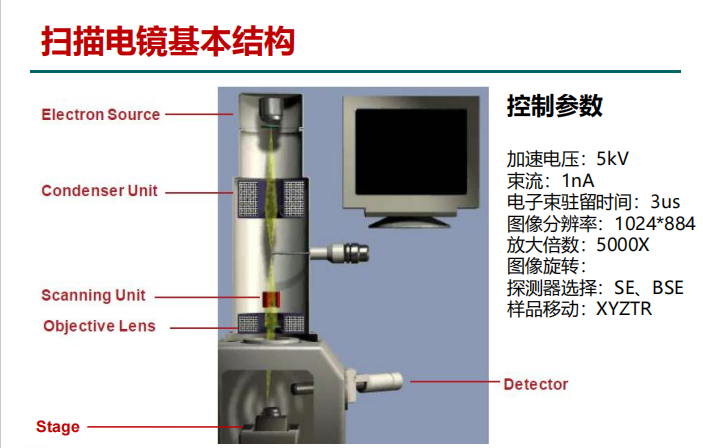 扫描电镜基本结构
Electron Source
Condenser Unit
Scanning Unit
Objective Lens
Stage
Detector
控制参数
加速电压：5kV
束流：1nA
电子束驻留时间：3us
图像分辨率：1024*884
放大倍数：5000X
图像旋转：
探测器选择：SE、BSE
样品移动：XYZTR